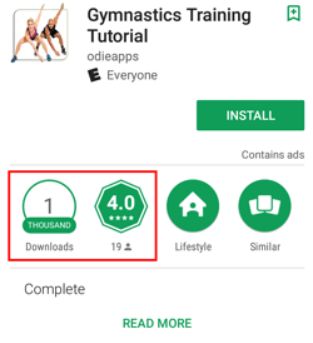 Gymnastics Training
Tutorial
odieapps
E Everyone
INSTALL
Contains ads
1
THOUSAND
Downloads
4.0
19
Lifestyle
Similar
Complete
READ MORE